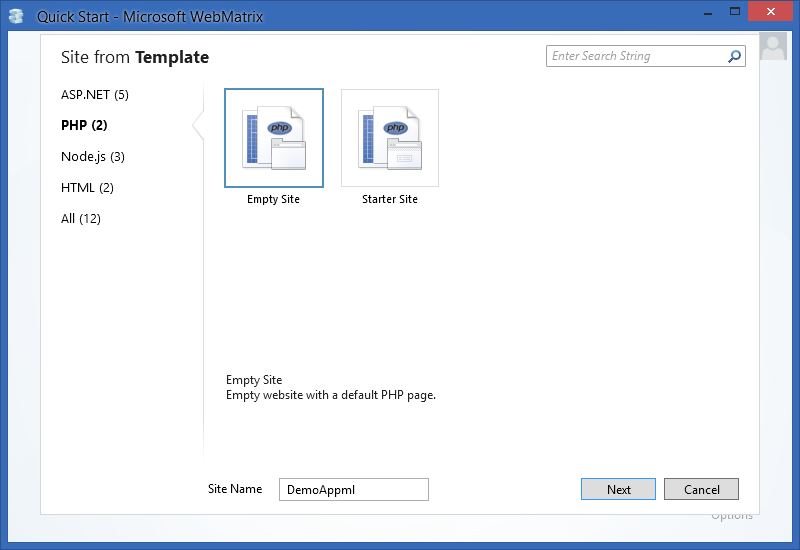 Quick Start - Microsoft WebMatrix
Site from Template
Enter Search String
ASP.NET (5)
PHP (2)
Node.js (3)
HTML (2)
All (12)
php
php
Empty Site
Starter Site
Empty Site
Empty website with a default PHP page.
Site Name
DemoAppml
Next
Cancel
Options